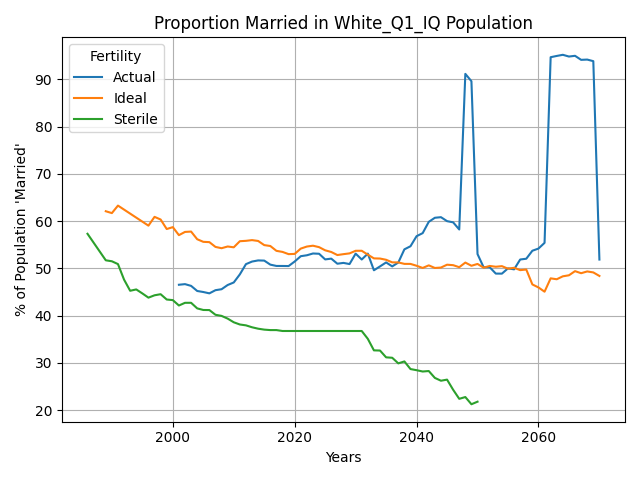 Proportion Married in White_Q1_IQ Population
Fertility
Actual
Ideal
Sterile
% of Population 'Married'
90
80
70
60
50
40
30
20
2000
2020
2040
2060
Years